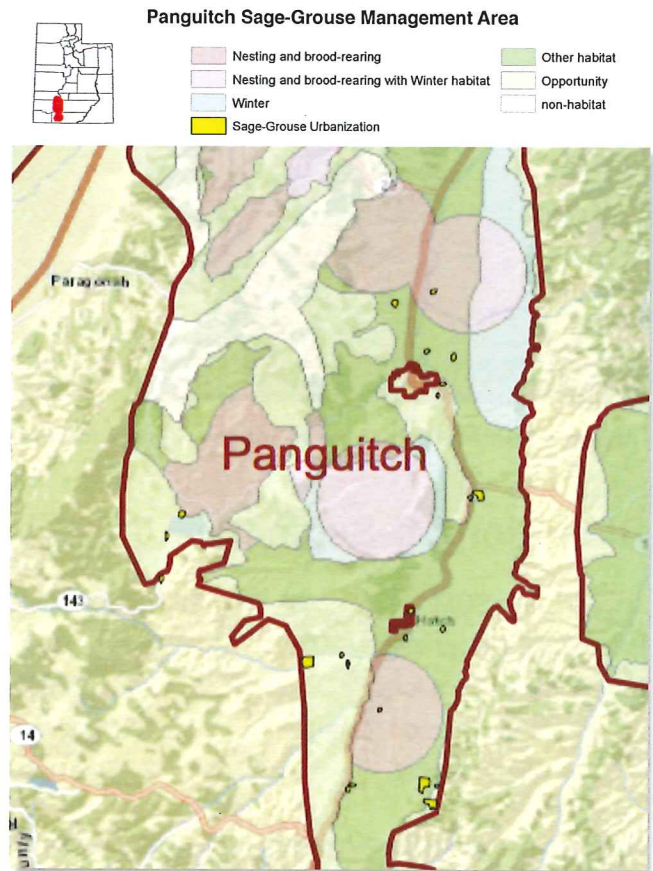 Panguitch Sage-Grouse Management Area
Nesting and brood-rearing
Nesting and brood-rearing with Winter habitat
Winter
Sage-Grouse Urbanization
Other habitat
Opportunity
non-habitat
Paragonah
Panguitch
143
Hatch
14